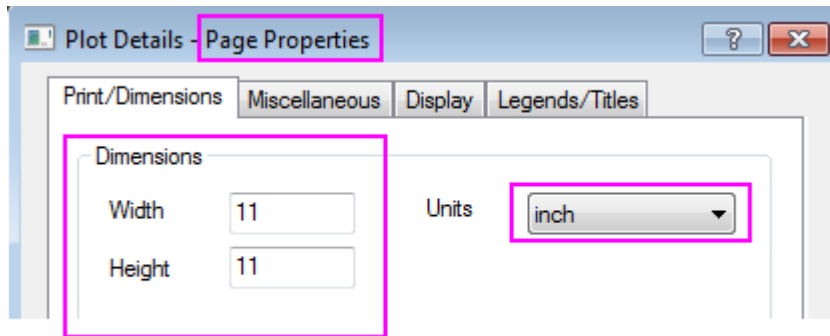 Plot Details - Page Properties
Print/Dimensions Miscellaneous Display Legends/Titles
Dimensions
Width 11 Units inch
Height 11